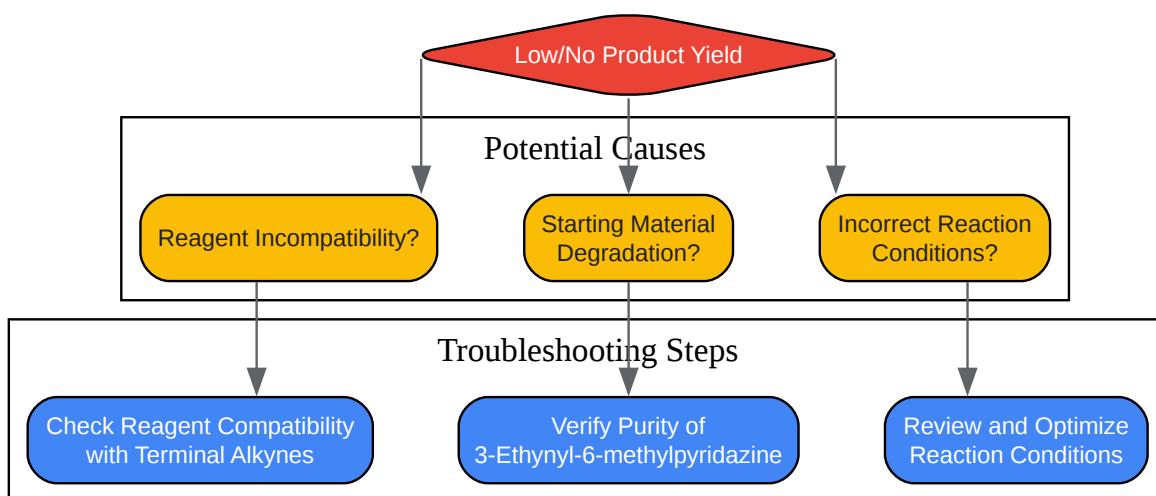 Low/No Product Yield
Potential Causes
Reagent Incompatibility?
Starting Material
Degradation?
Incorrect Reaction
Conditions?
Troubleshooting Steps
Check Reagent Compatibility
with Terminal Alkynes
Verify Purity of
3-Ethynyl-6-methylpyridazine
Review and Optimize
Reaction Conditions